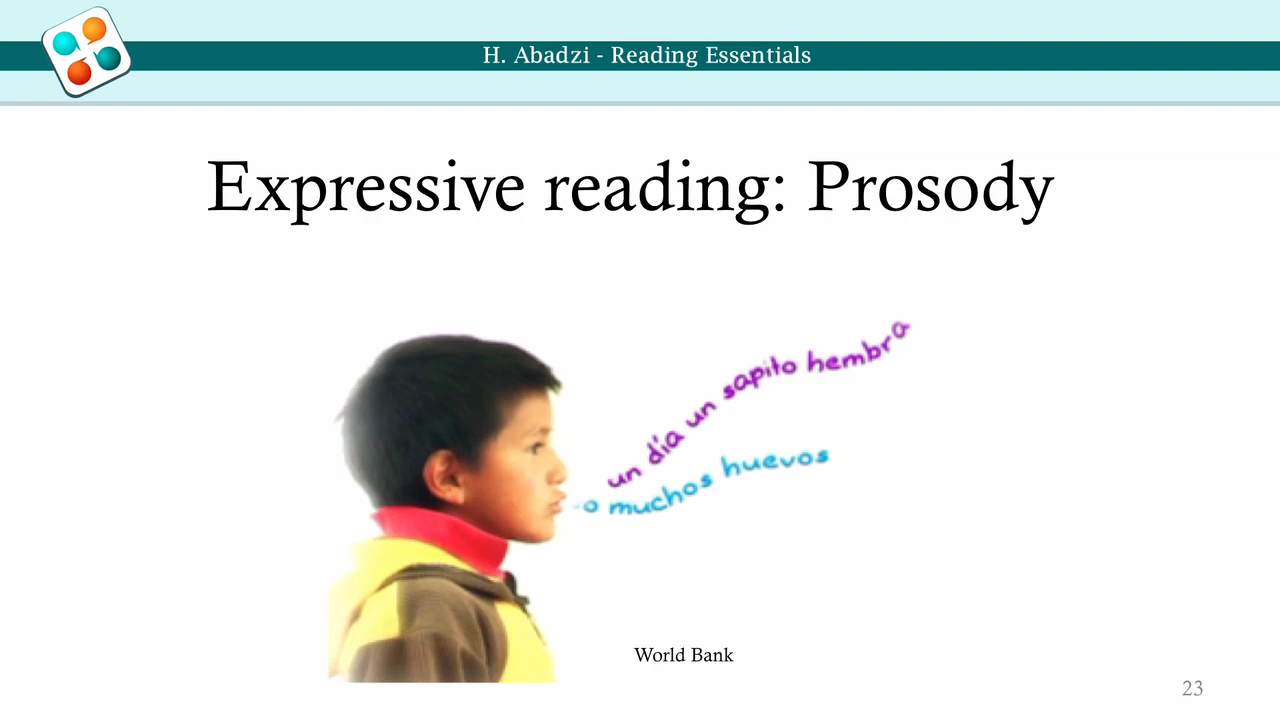 H. Abadzi - Reading Essentials
Expressive reading: Prosody
un día un sapito hembra
o muchos huevos
World Bank
23